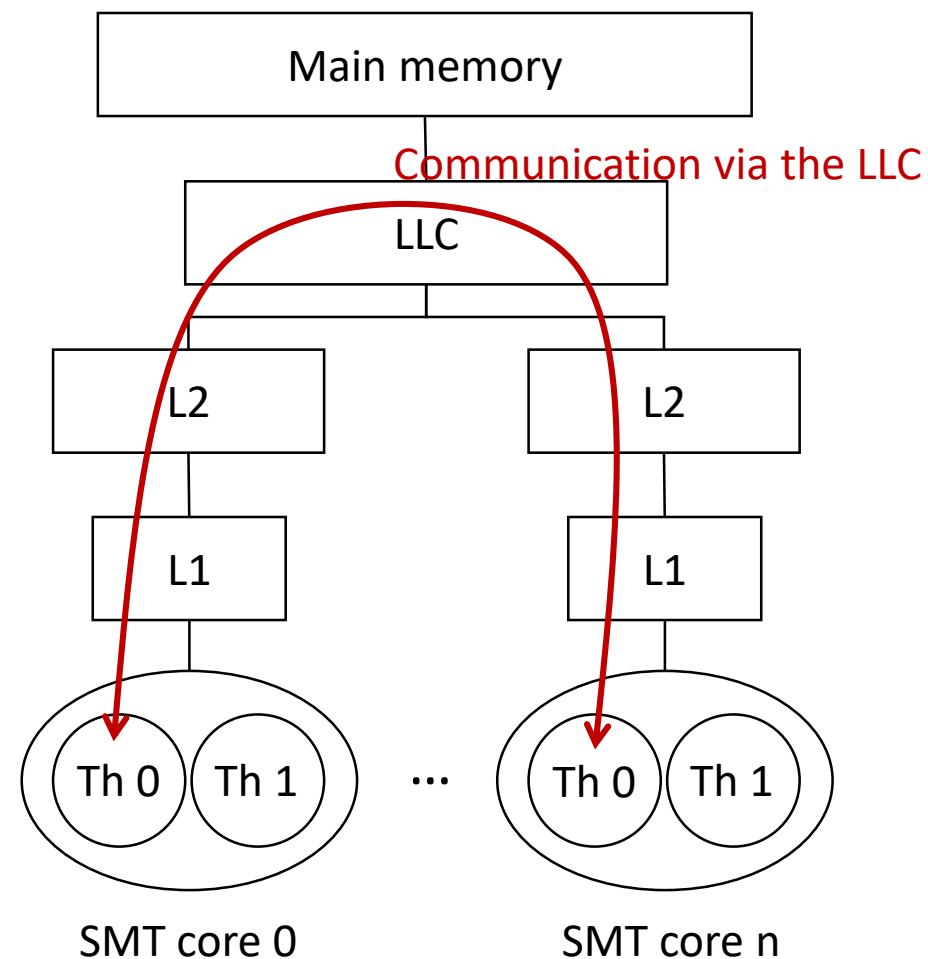 Main memory
Communication via the LLC
LLC
L2
L2
L1
L1
Th 0
Th 1
...
Th 0
Th 1
SMT core 0
SMT core n